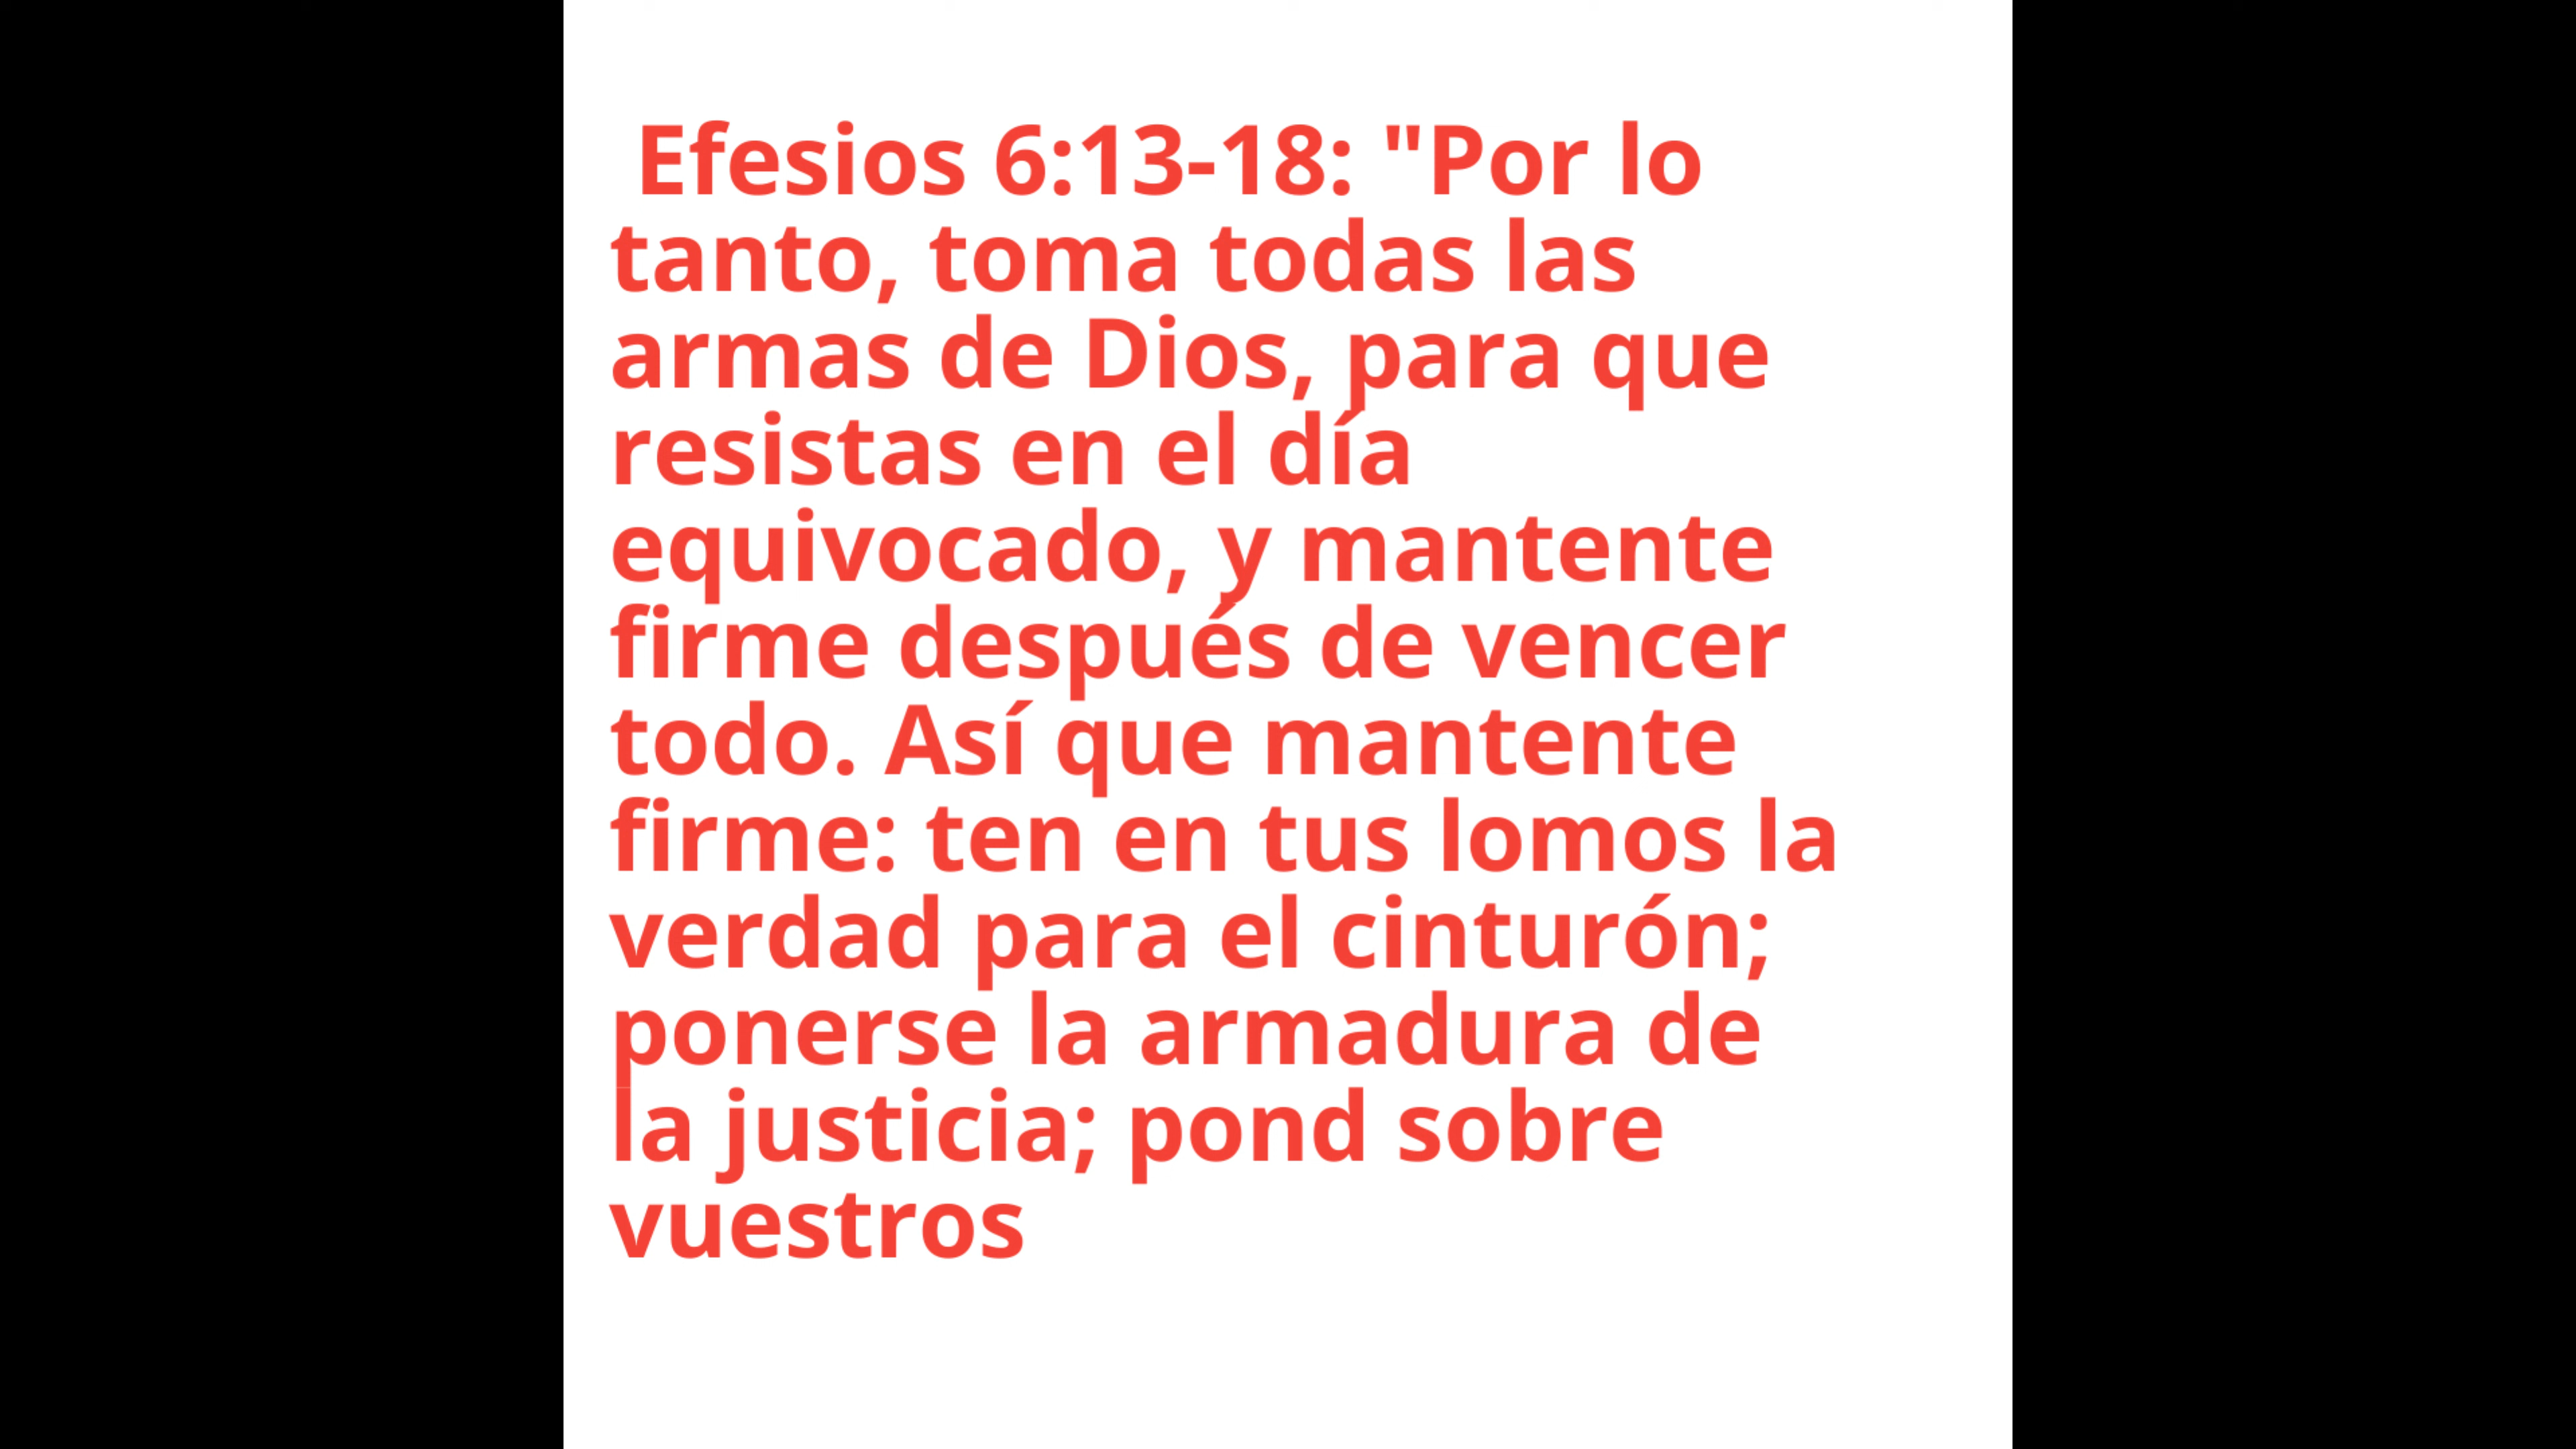 Efesios 6:13-18: "Por lo
tanto, toma todas las
armas de Dios, para que
resistas en el día
equivocado, y mantente
firme después de vencer
todo. Así que mantente
firme: ten en tus lomos la
verdad para el cinturón;
ponerse la armadura de
la justicia; pond sobre
vuestros